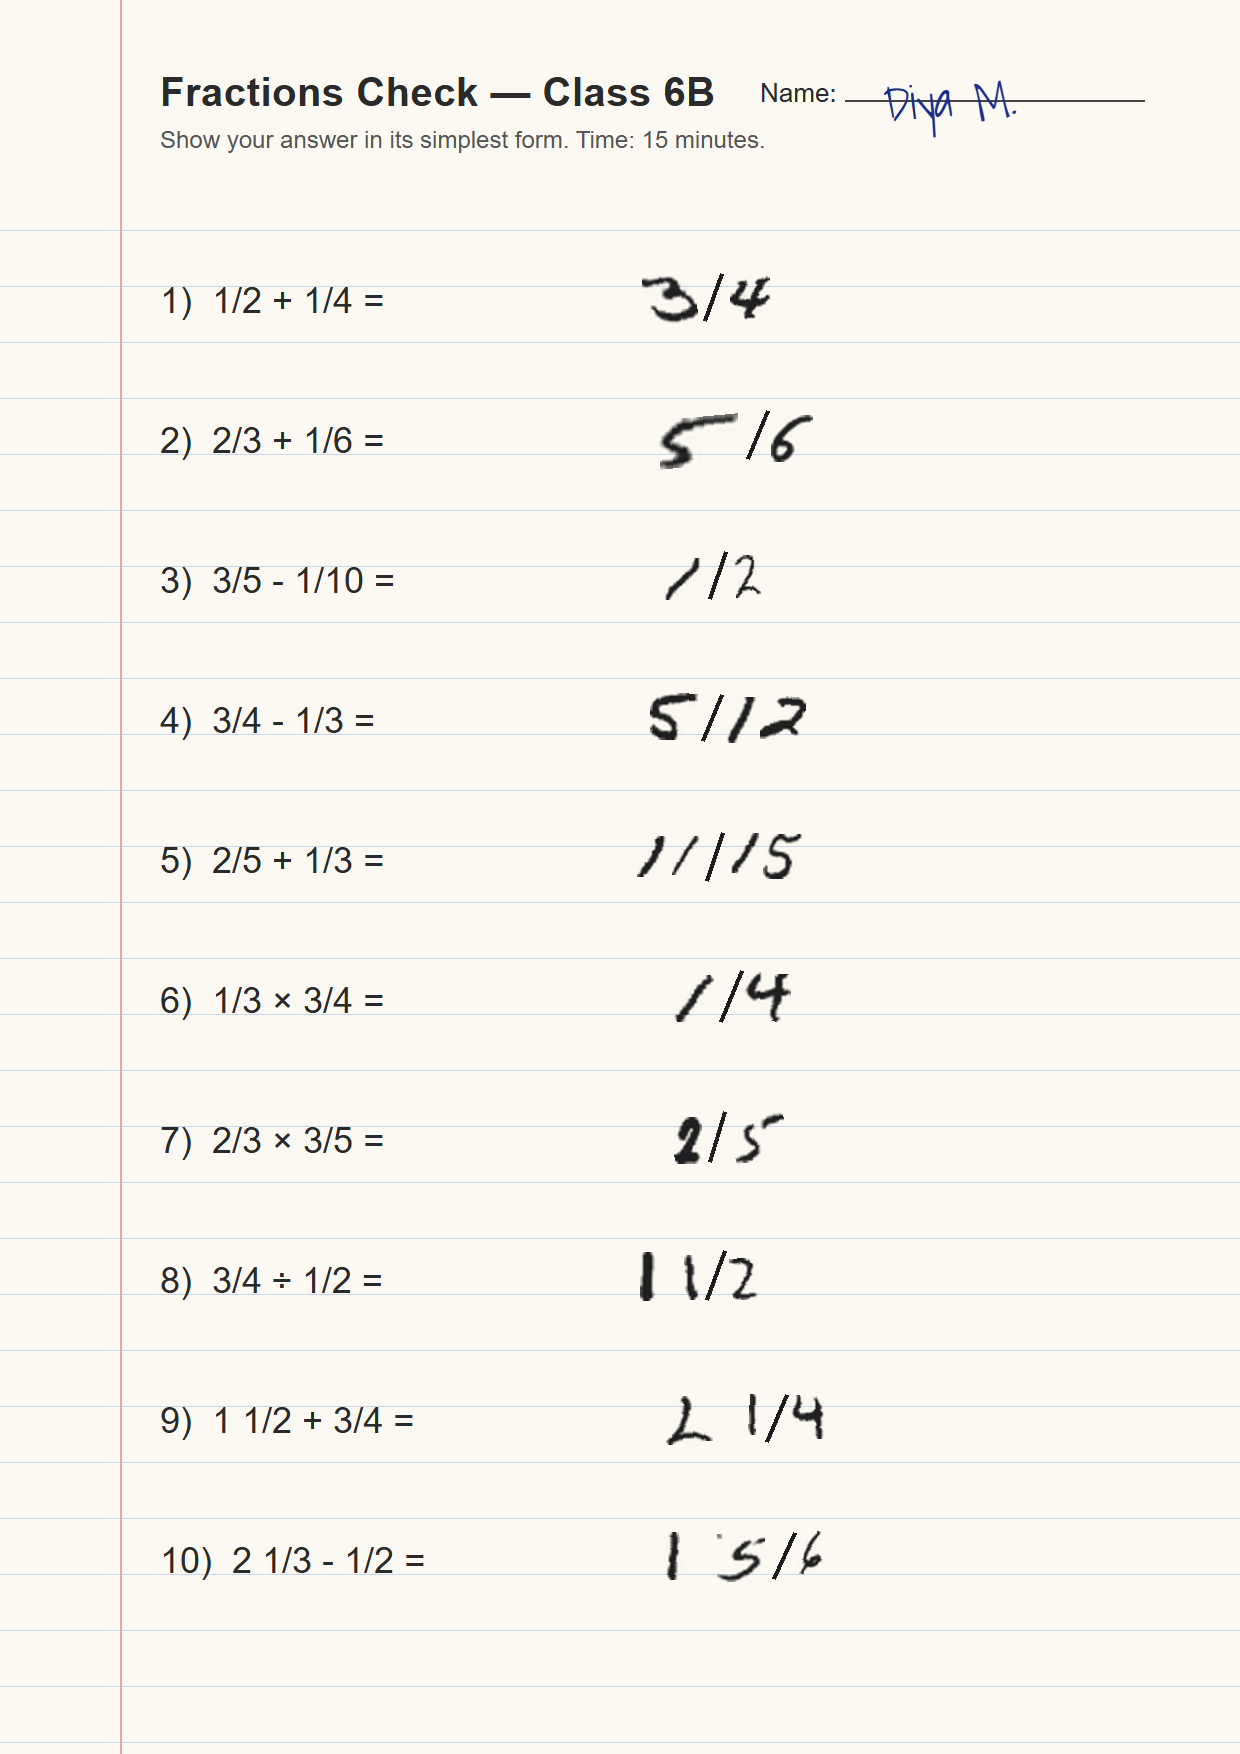 Fractions Check — Class 6B Name: Diya M.
Show your answer in its simplest form. Time: 15 minutes.
1) 1/2 + 1/4 = 3/4
2) 2/3 + 1/6 = 5/6
3) 3/5 - 1/10 = 1/2
4) 3/4 - 1/3 = 5/12
5) 2/5 + 1/3 = 11/15
6) 1/3 × 3/4 = 1/4
7) 2/3 × 3/5 = 2/5
8) 3/4 ÷ 1/2 = 1 1/2
9) 1 1/2 + 3/4 = 2 1/4
10) 2 1/3 - 1/2 = 1 5/6